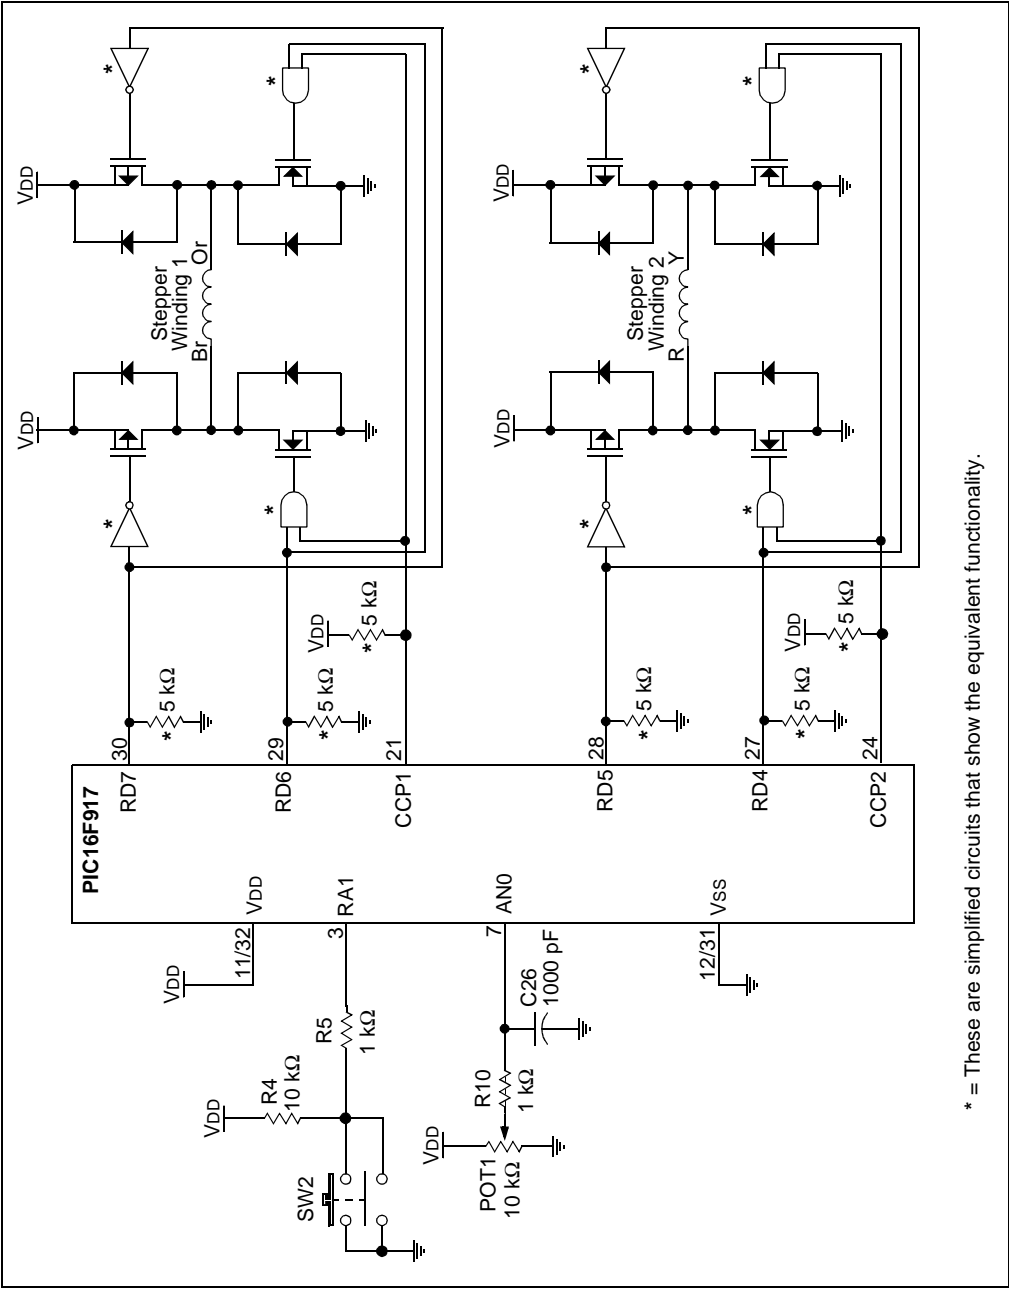 PIC16F917
VDD
11/32
VDD
RA1
3
R5
1 kΩ
R4
10 kΩ
VDD
SW2
AN0
7
C26
1000 pF
R10
1 kΩ
VDD
POT1
10 kΩ
VSS
12/31
RD7
30
* 5 kΩ
RD6
29
* 5 kΩ
CCP1
21
VDD
* 5 kΩ
RD5
28
* 5 kΩ
RD4
27
* 5 kΩ
CCP2
24
VDD
* 5 kΩ
*
*
VDD
Stepper
Winding 1
Br
Or
VDD
*
*
*
*
VDD
Stepper
Winding 2
R
Y
VDD
*
*
* = These are simplified circuits that show the equivalent functionality.